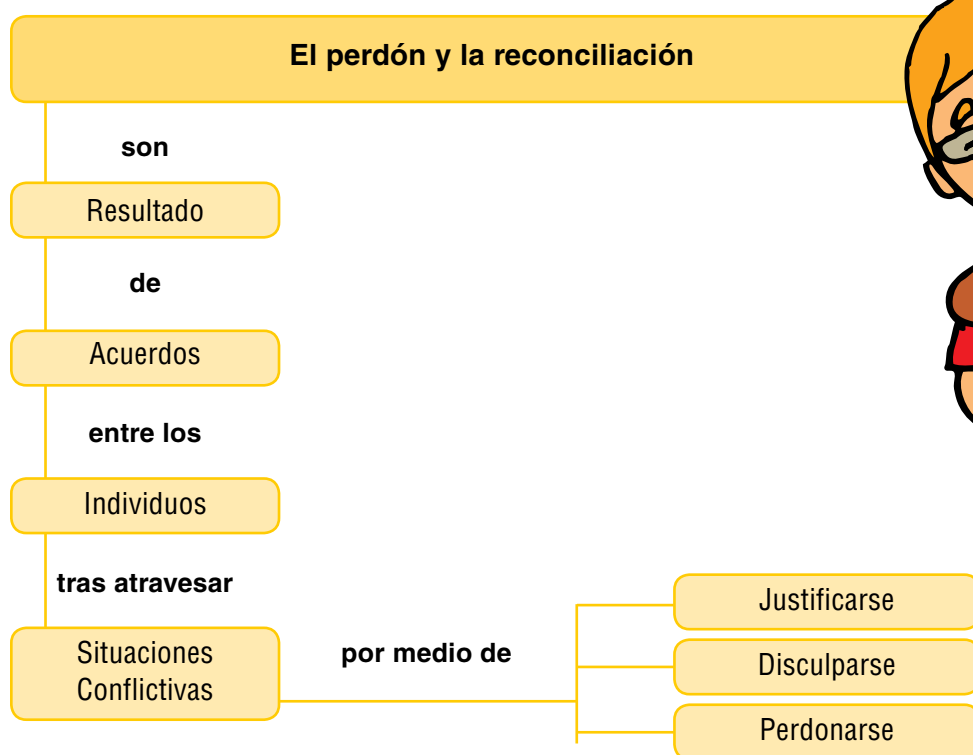 El perdón y la reconciliación
son
Resultado
de
Acuerdos
entre los
Individuos
tras atravesar
Situaciones
Conflictivas
por medio de
Justificarse
Disculparse
Perdonarse